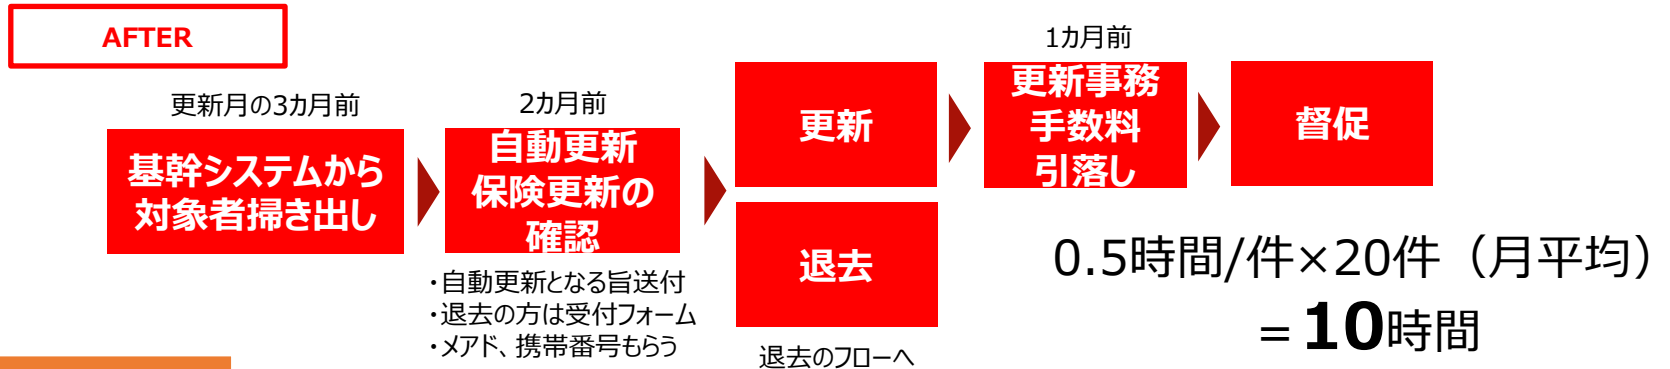 AFTER
更新月の3カ月前
基幹システムから
対象者掃き出し
2カ月前
自動更新
保険更新の
確認
・自動更新となる旨送付
・退去の方は受付フォーム
・メアド、携帯番号もらう
更新
退去
退去のフローへ
1カ月前
更新事務
手数料
引落し
督促
0.5時間/件×20件（月平均）
＝10時間